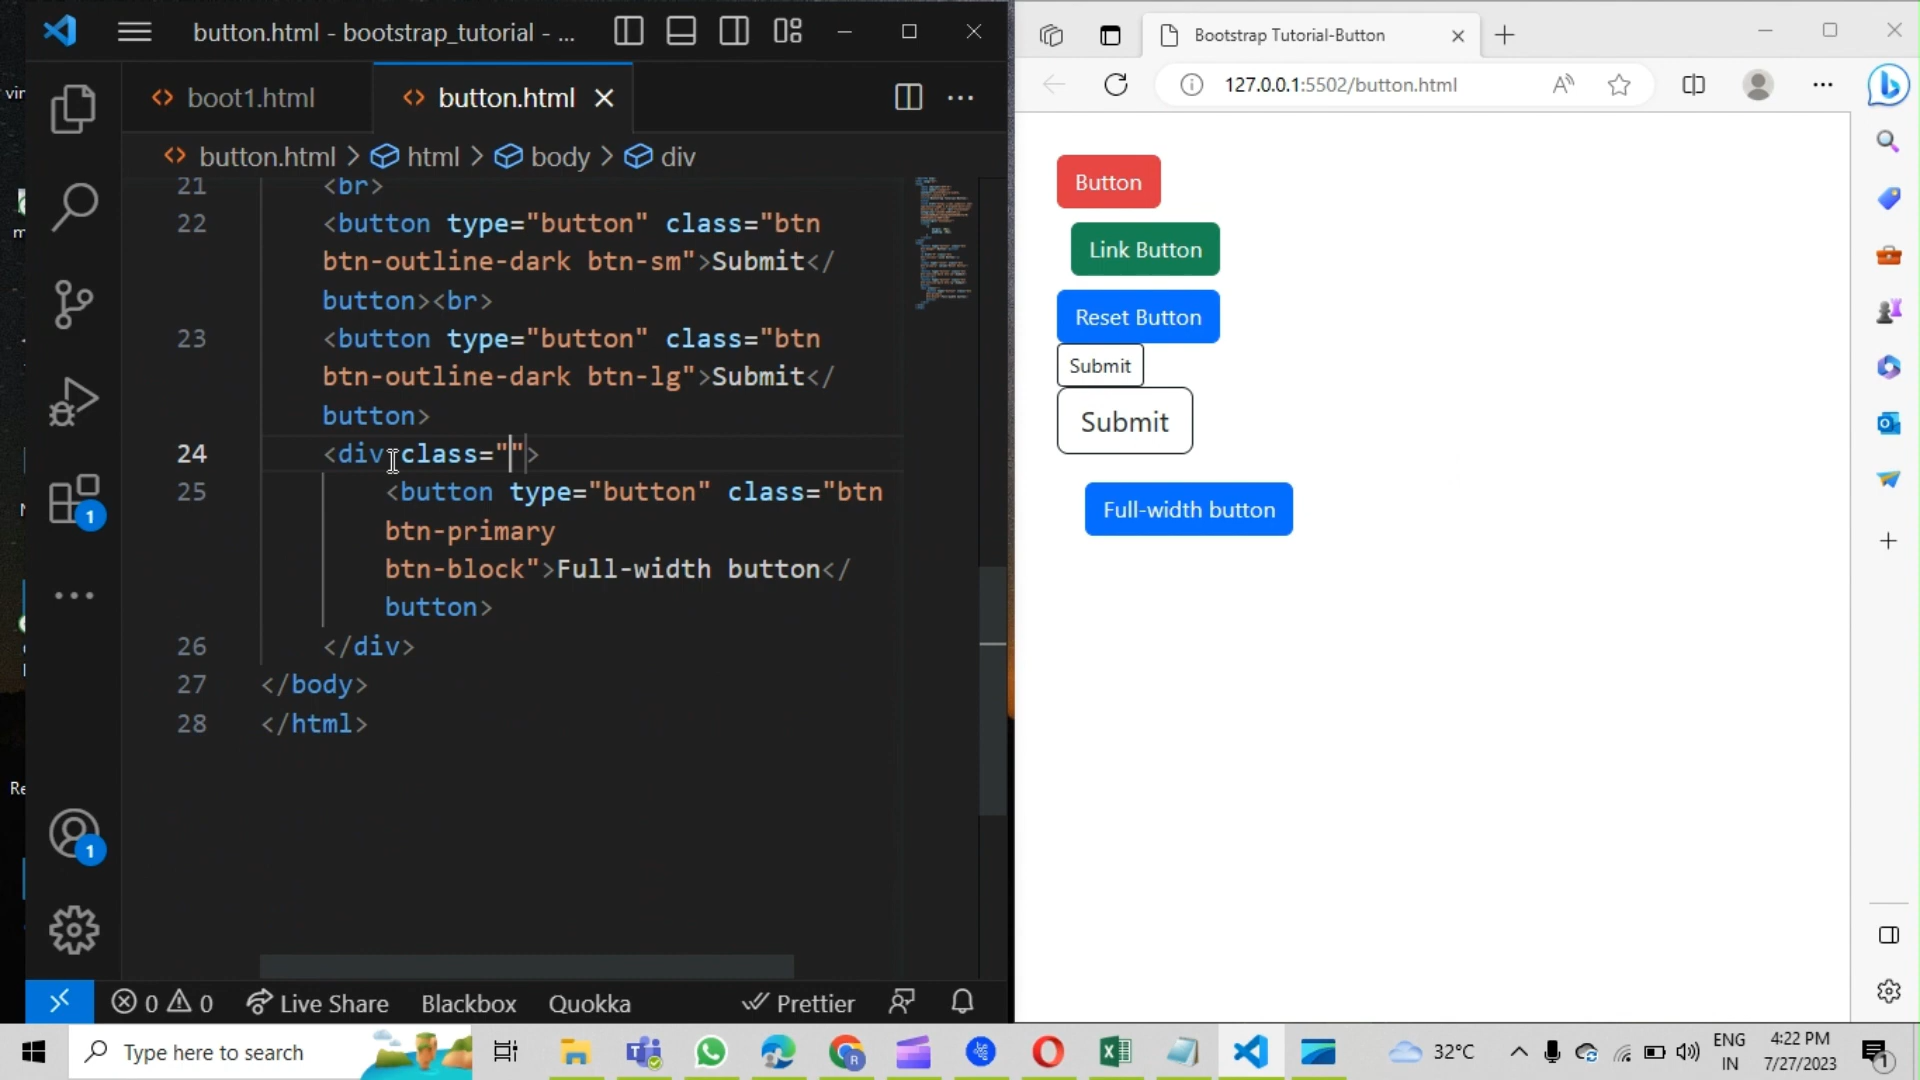 button.html - bootstrap_tutorial - ...
boot1.html
button.html
button.html > html > body > div
21 <br>
22 <button type="button" class="btn
btn-outline-dark btn-sm">Submit</
button><br>
23 <button type="button" class="btn
btn-outline-dark btn-lg">Submit</
button>
24 <div class="">
25 <button type="button" class="btn
btn-primary
btn-block">Full-width button</
button>
26 </div>
27 </body>
28 </html>
1
1
0 0 Live Share Blackbox Quokka Prettier
Bootstrap Tutorial-Button
127.0.0.1:5502/button.html
Button
Link Button
Reset Button
Submit
Submit
Full-width button
Type here to search
32°C
ENG
IN
4:22 PM
7/27/2023
1